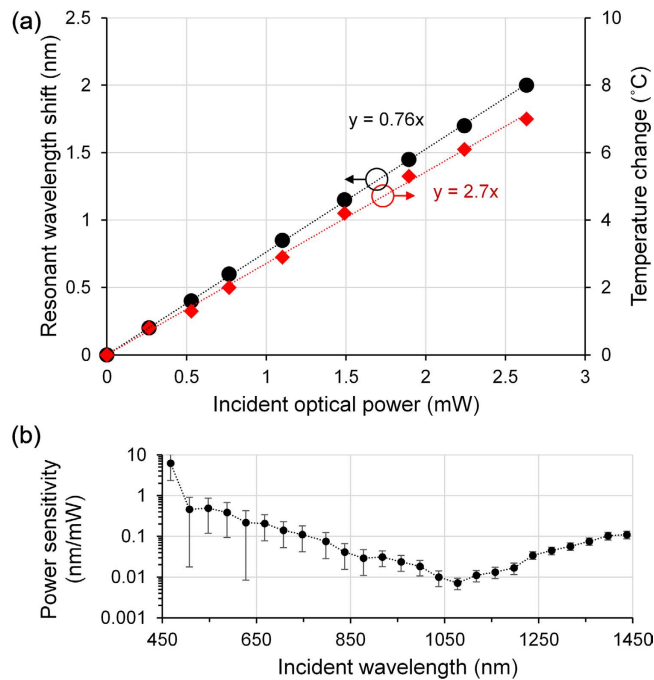 (a)
2.5
2
1.5
1
0.5
0
Resonant wavelength shift (nm)
10
8
6
4
2
0
Temperature change (˚C)
y = 0.76x
y = 2.7x
0 0.5 1 1.5 2 2.5 3
Incident optical power (mW)
(b)
10
1
0.1
0.01
0.001
Power sensitivity
(nm/mW)
450 650 850 1050 1250 1450
Incident wavelength (nm)